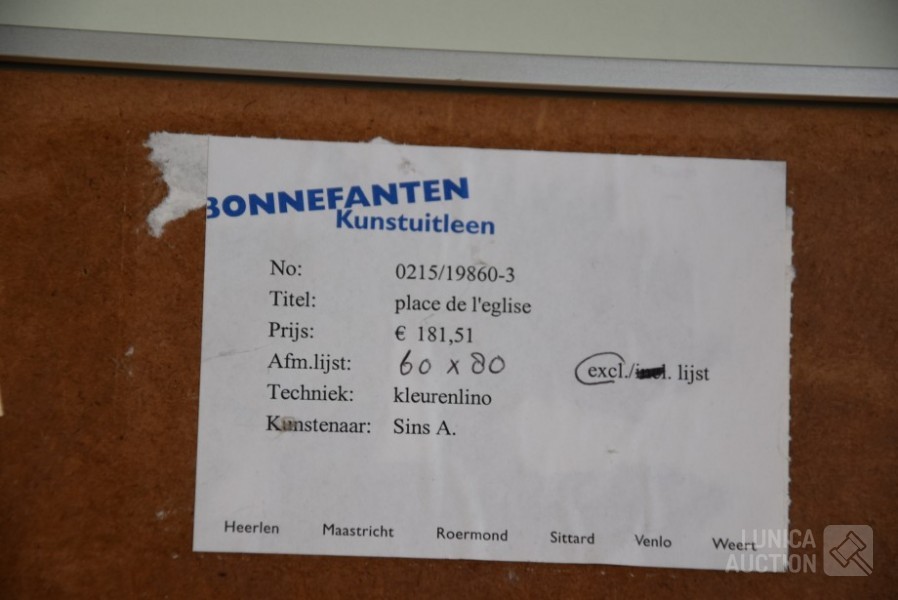 BONNEFANTEN
Kunstuitleen
No: 0215/19860-3
Titel: place de l'eglise
Prijs: € 181,51
Afm.lijst: 60 x 80 excl./incl. lijst
Techniek: kleurenlino
Kunstenaar: Sins A.
Heerlen Maastricht Roermond Sittard Venlo Weert
LUNICA
AUCTION